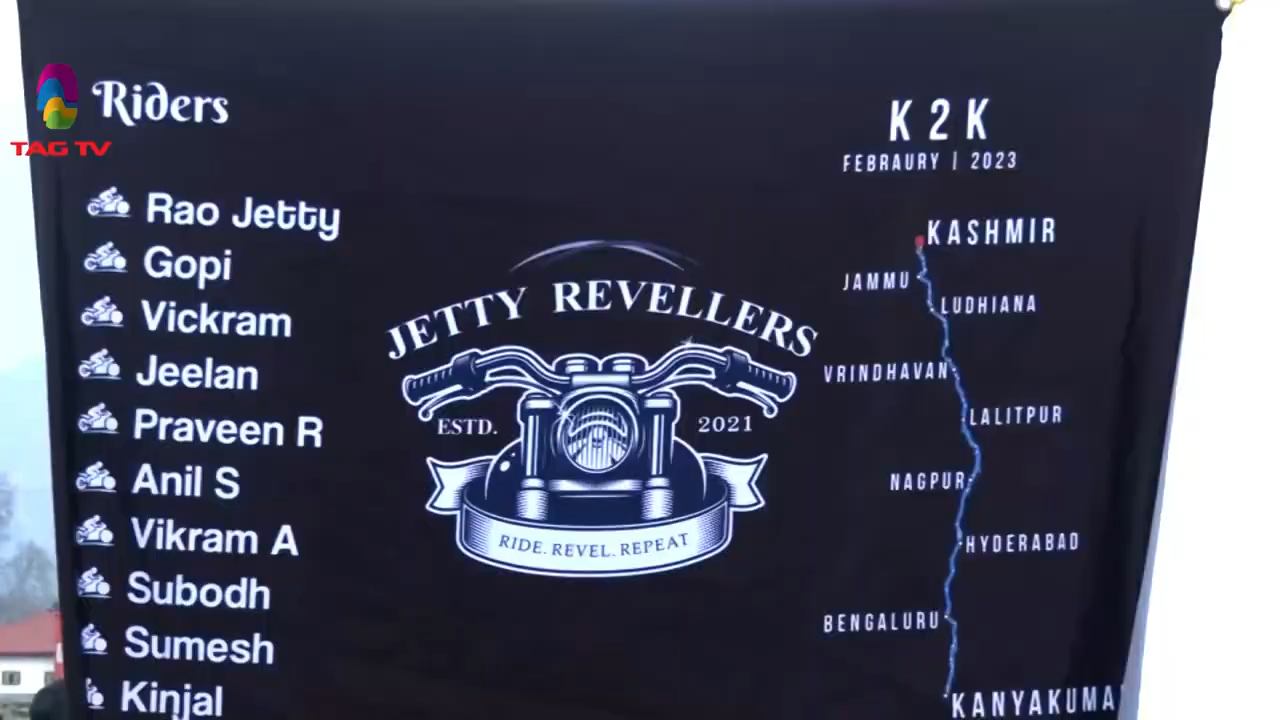 TAG TV
Riders
Rao Jetty
Gopi
Vickram
Jeelan
Praveen R
Anil S
Vikram A
Subodh
Sumesh
Kinjal
JETTY REVELLERS
ESTD. 2021
RIDE. REVEL. REPEAT
K 2 K
FEBRAURY | 2023
KASHMIR
JAMMU
LUDHIANA
VRINDHAVAN
LALITPUR
NAGPUR
HYDERABAD
BENGALURU
KANYAKUMA